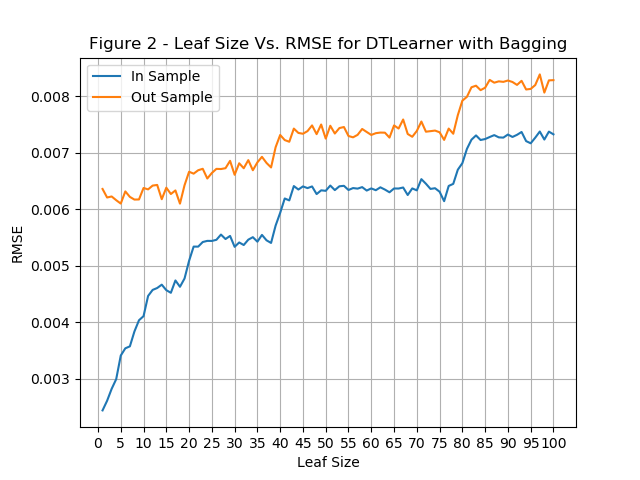 Figure 2 - Leaf Size Vs. RMSE for DTLearner with Bagging
In Sample
Out Sample
0.008
0.007
0.006
0.005
0.004
0.003
RMSE
0 5 10 15 20 25 30 35 40 45 50 55 60 65 70 75 80 85 90 95 100
Leaf Size